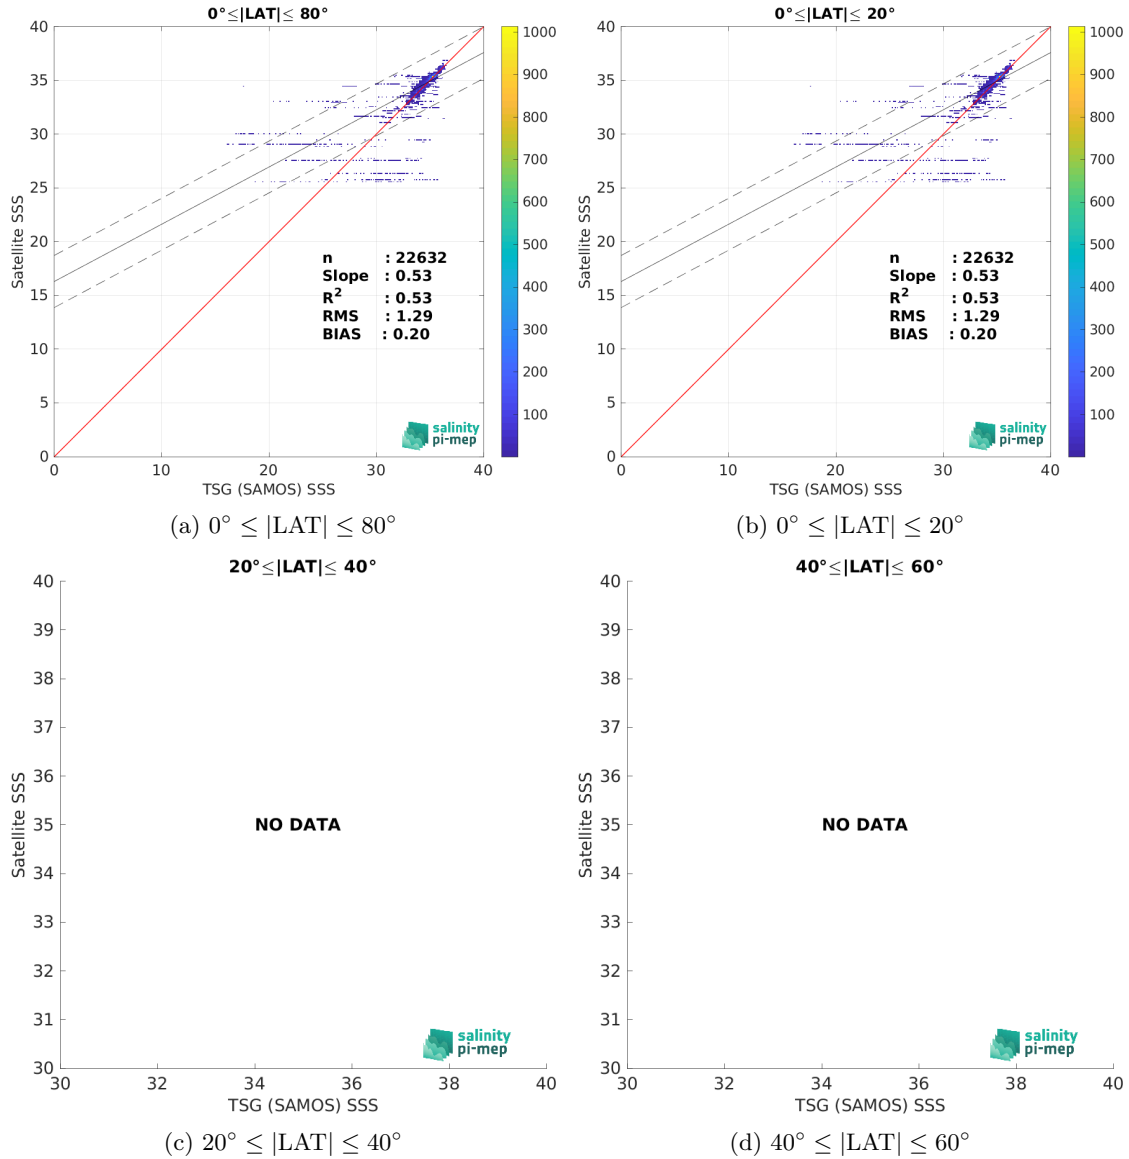 0°≤|LAT|≤ 80°
40
35
30
25
20
15
10
5
0
Satellite SSS
n : 22632
Slope : 0.53
R² : 0.53
RMS : 1.29
BIAS : 0.20
salinity
pi-mep
0
10
20
30
40
TSG (SAMOS) SSS
1000
900
800
700
600
500
400
300
200
100
(a) 0° ≤ |LAT| ≤ 80°
0°≤|LAT|≤ 20°
40
35
30
25
20
15
10
5
0
Satellite SSS
n : 22632
Slope : 0.53
R² : 0.53
RMS : 1.29
BIAS : 0.20
salinity
pi-mep
0
10
20
30
40
TSG (SAMOS) SSS
1000
900
800
700
600
500
400
300
200
100
(b) 0° ≤ |LAT| ≤ 20°
20°≤|LAT|≤ 40°
40
39
38
37
36
35
34
33
32
31
30
Satellite SSS
NO DATA
salinity
pi-mep
30
32
34
36
38
40
TSG (SAMOS) SSS
(c) 20° ≤ |LAT| ≤ 40°
40°≤|LAT|≤ 60°
40
39
38
37
36
35
34
33
32
31
30
Satellite SSS
NO DATA
salinity
pi-mep
30
32
34
36
38
40
TSG (SAMOS) SSS
(d) 40° ≤ |LAT| ≤ 60°